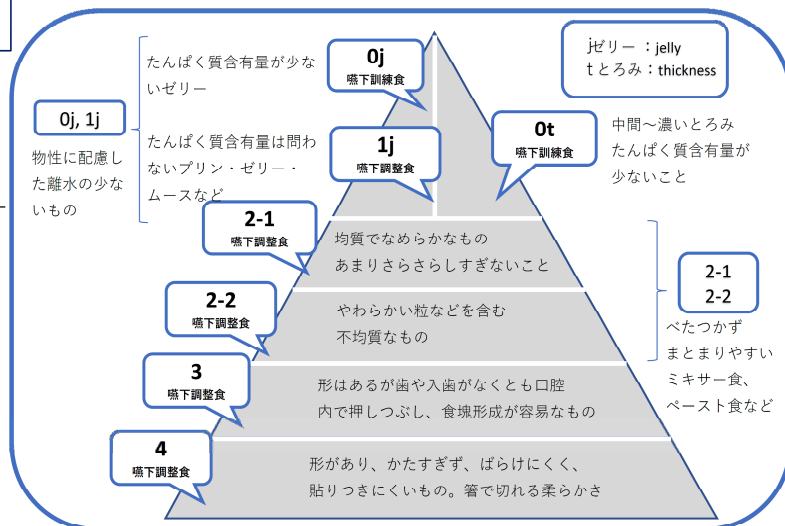 jゼリー：jelly
tとろみ：thickness
0j
嚥下訓練食
たんぱく質含有量が少な
いゼリー
0j, 1j
物性に配慮し
た離水の少な
いもの
たんぱく質含有量は問わ
ないプリン・ゼリー・
ムースなど
1j
嚥下調整食
0t
嚥下訓練食
中間～濃いとろみ
たんぱく質含有量が
少ないこと
2-1
嚥下調整食
均質でなめらかなもの
あまりさらさらしすぎないこと
2-2
嚥下調整食
やわらかい粒などを含む
不均質なもの
2-1
2-2
べたつかず
まとまりやすい
ミキサー食、
ペースト食など
3
嚥下調整食
形はあるが歯や入歯がなくとも口腔
内で押しつぶし、食塊形成が容易なもの
4
嚥下調整食
形があり、かたすぎず、ばらけにくく、
貼りつきにくいもの。箸で切れる柔らかさ